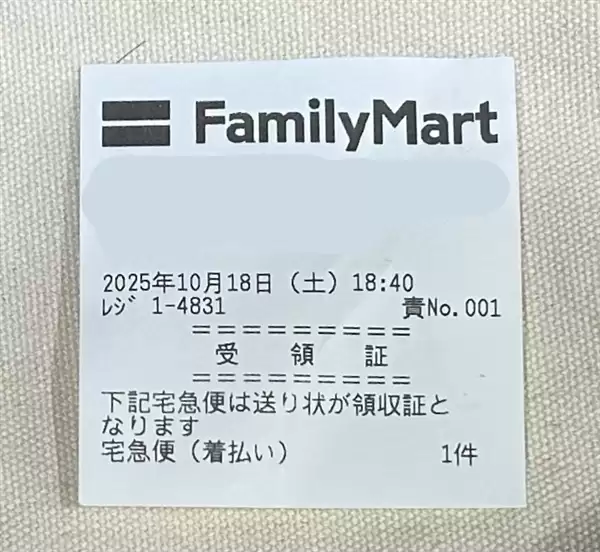 FamilyMart
2025年10月18日（土）18:40
ﾚｼﾞ 1-4831 責No.001
＝＝＝＝＝＝＝＝＝
受 領 証
＝＝＝＝＝＝＝＝＝
下記宅急便は送り状が領収証と
なります
宅急便（着払い） 1件